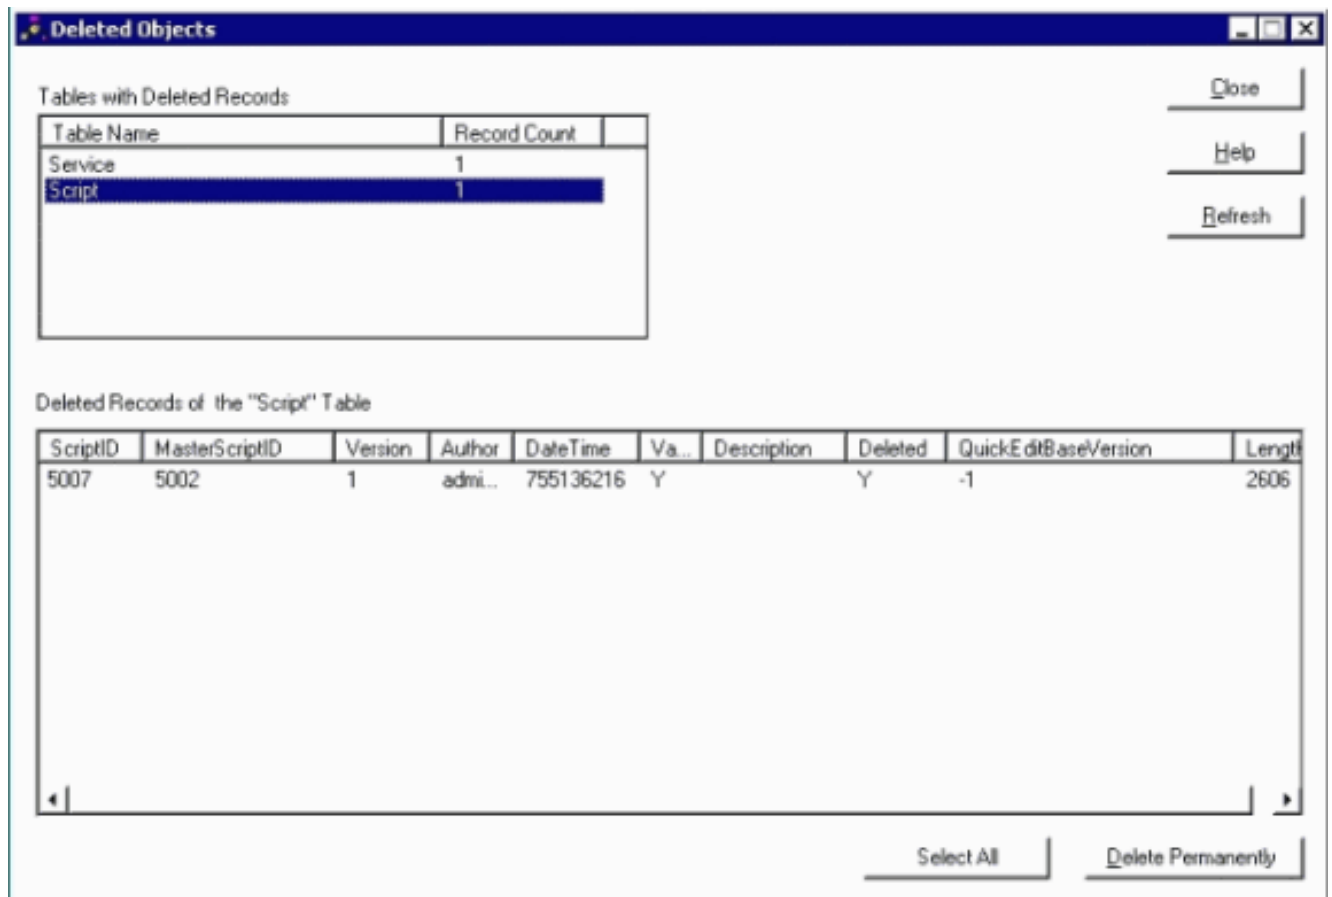 Deleted Objects
Tables with Deleted Records
Close
Table Name Record Count
Service 1
Help
Script 1
Refresh
Deleted Records of the "Script" Table
ScriptID MasterScriptID Version Author DateTime Va... Description Deleted QuickEditBaseVersion Length
5007 5002 1 admi... 755136216 Y Y -1 2606
Select All Delete Permanently